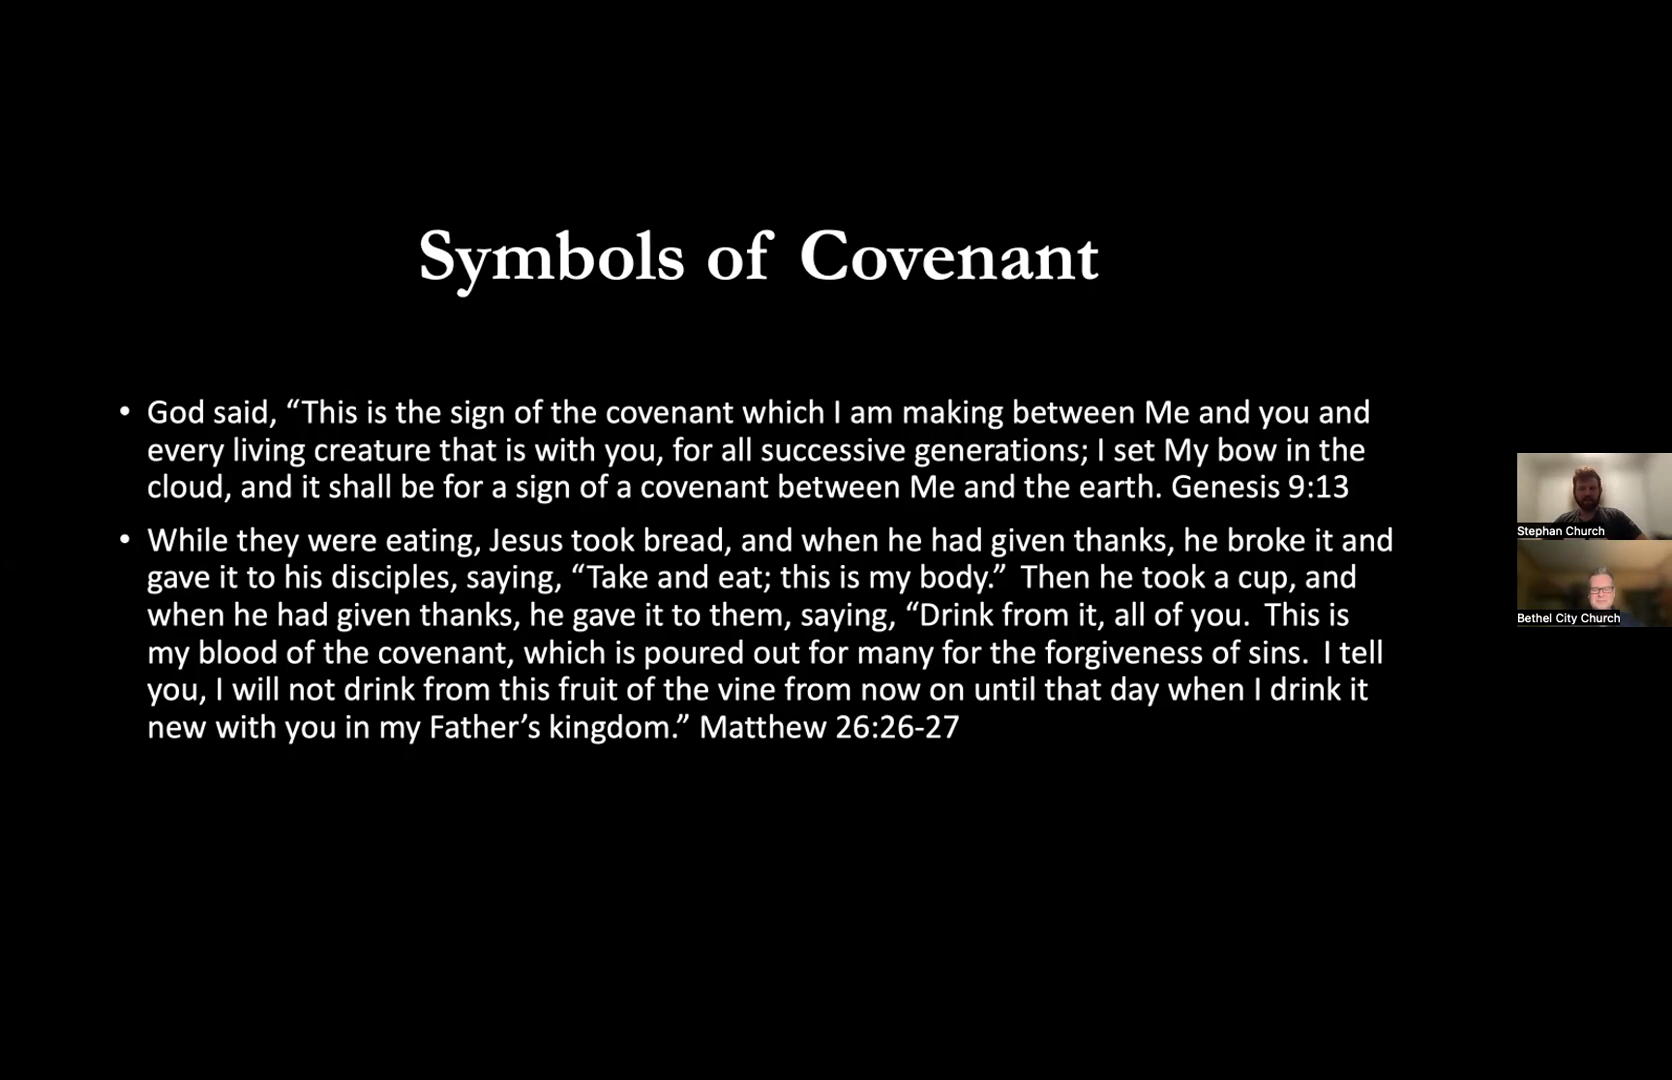 Symbols of Covenant
• God said, “This is the sign of the covenant which I am making between Me and you and
every living creature that is with you, for all successive generations; I set My bow in the
cloud, and it shall be for a sign of a covenant between Me and the earth. Genesis 9:13
• While they were eating, Jesus took bread, and when he had given thanks, he broke it and
gave it to his disciples, saying, “Take and eat; this is my body.” Then he took a cup, and
when he had given thanks, he gave it to them, saying, “Drink from it, all of you. This is
my blood of the covenant, which is poured out for many for the forgiveness of sins. I tell
you, I will not drink from this fruit of the vine from now on until that day when I drink it
new with you in my Father’s kingdom.” Matthew 26:26-27
Stephan Church
Bethel City Church